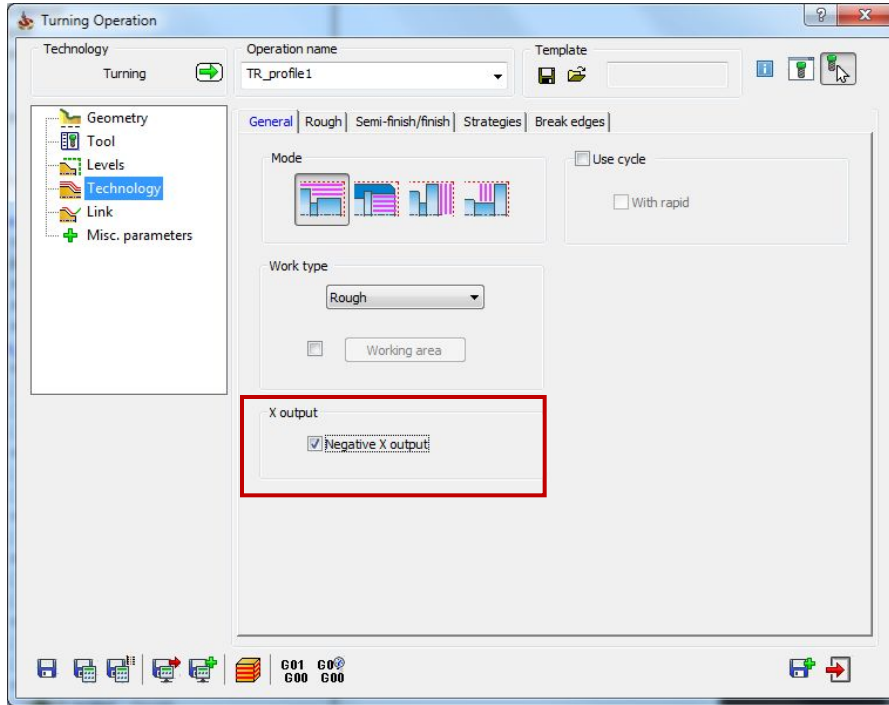 Turning Operation
Technology
Turning
Operation name
TR_profile1
Template
Geometry
Tool
Levels
Technology
Link
Misc. parameters
General Rough Semi-finish/finish Strategies Break edges
Mode
Use cycle
With rapid
Work type
Rough
Working area
X output
Negative X output
G01 G0
G00 G00